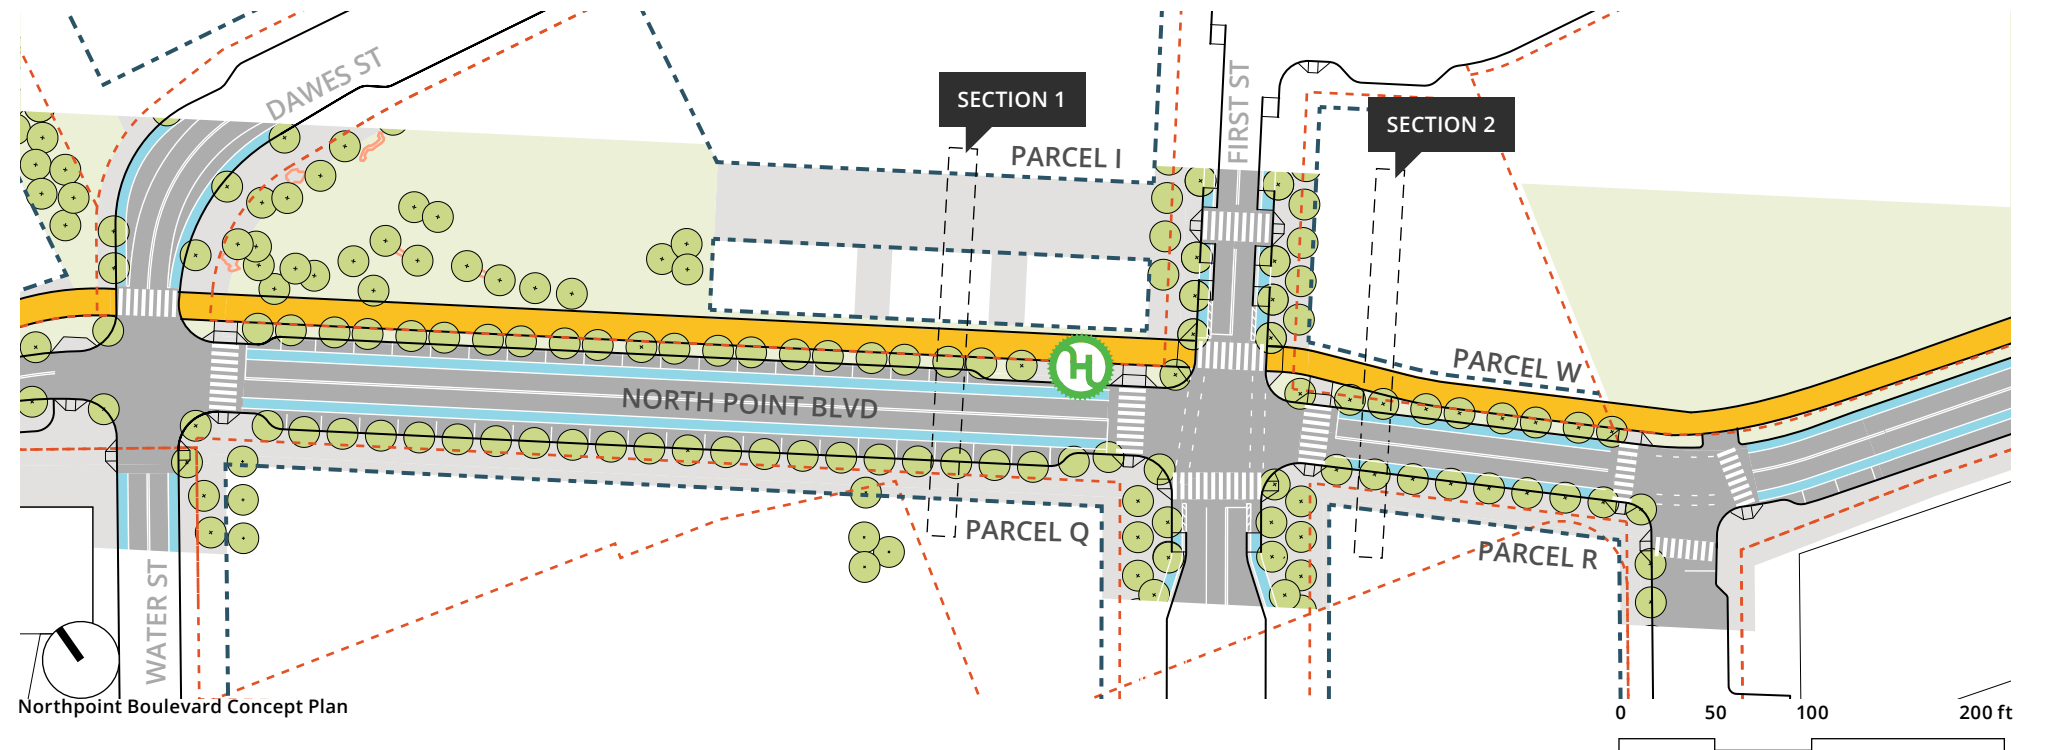 DAWES ST
SECTION 1
FIRST ST
SECTION 2
PARCEL I
PARCEL W
NORTH POINT BLVD
PARCEL Q
PARCEL R
WATER ST
H
Northpoint Boulevard Concept Plan
0 50 100 200 ft